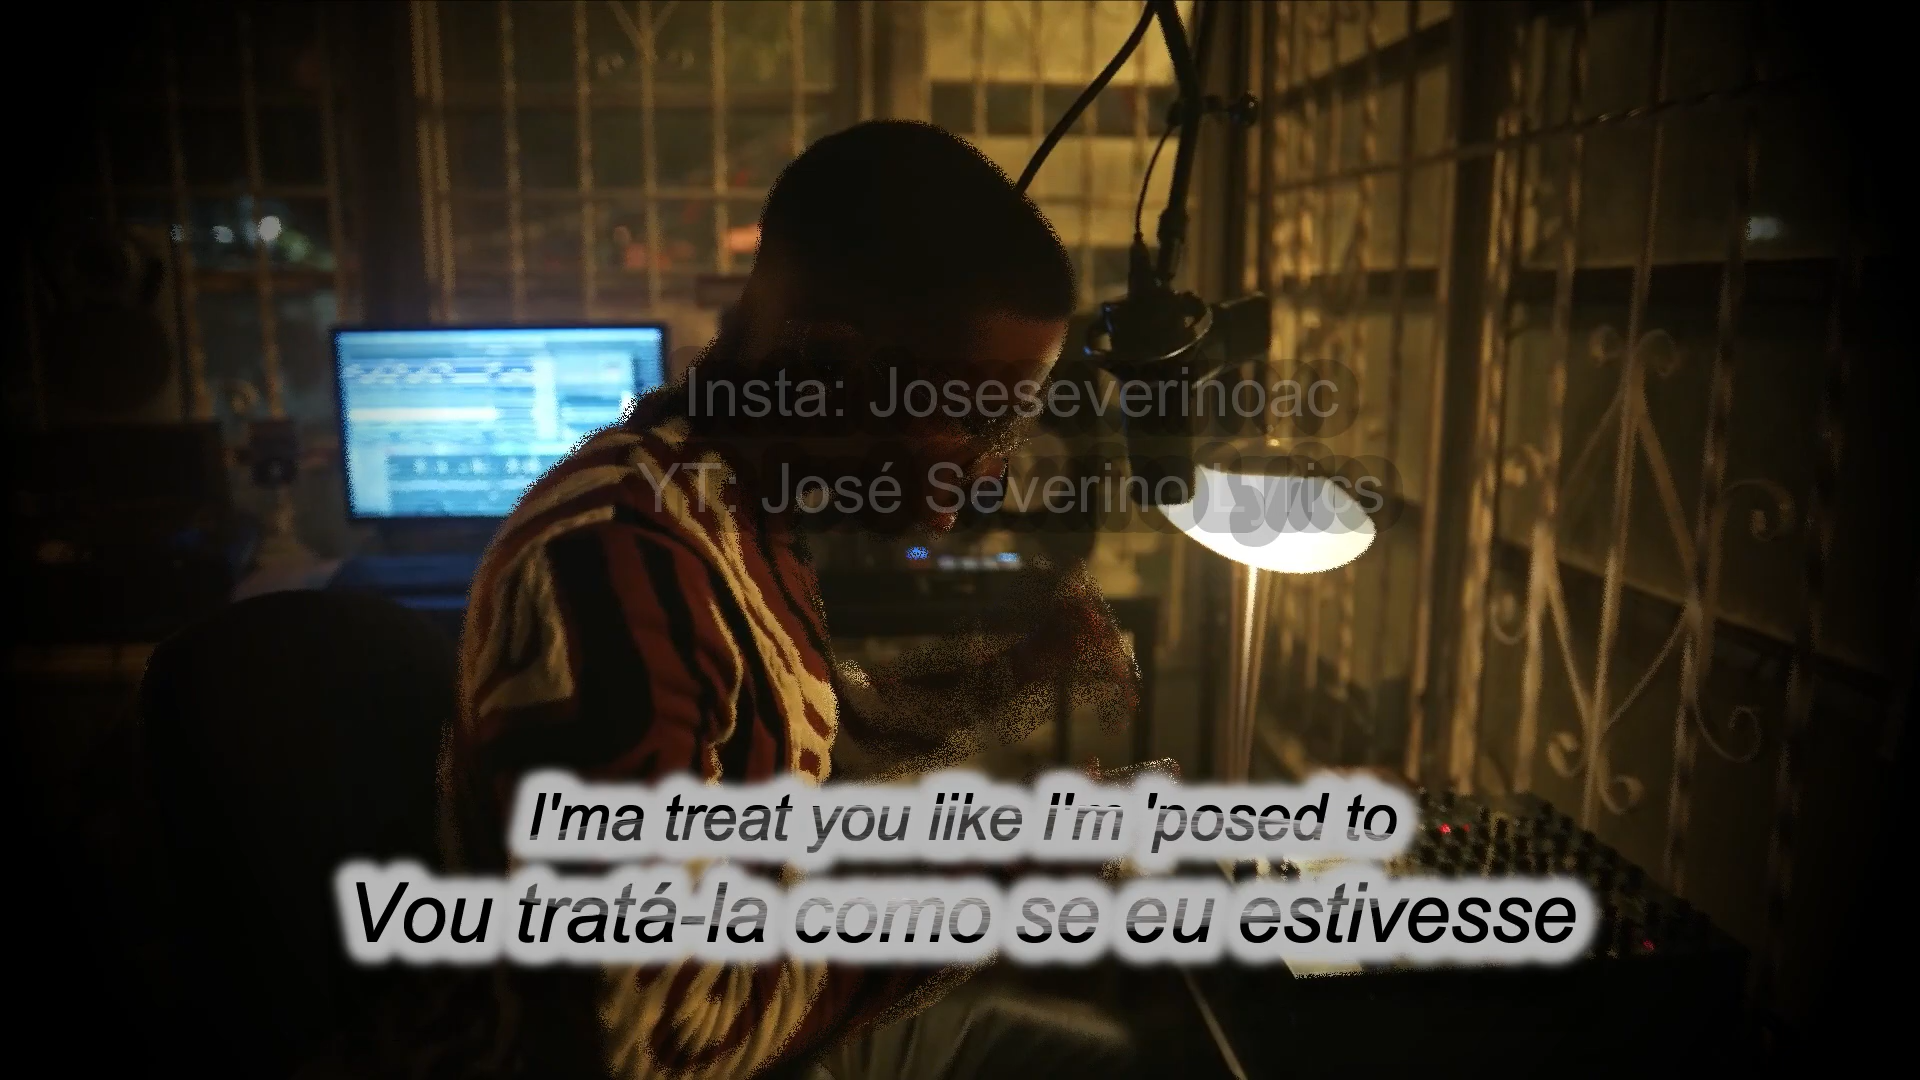 Insta: Joseseverinoac
YT: José Severino Lyrics
I'ma treat you like I'm 'posed to
Vou tratá-la como se eu estivesse